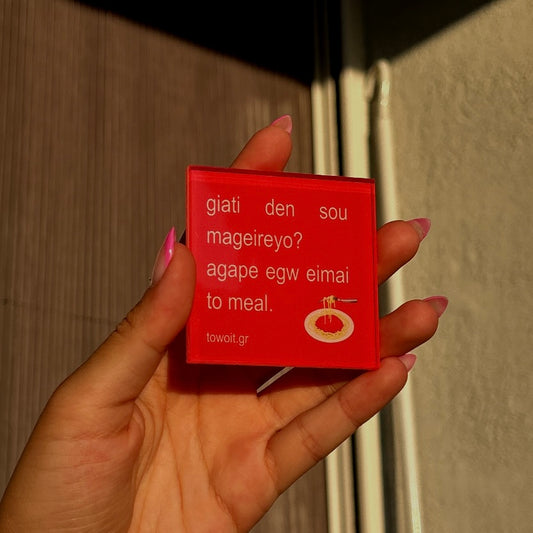 giati den sou
mageireyo?
agape egw eimai
to meal.
towoit.gr